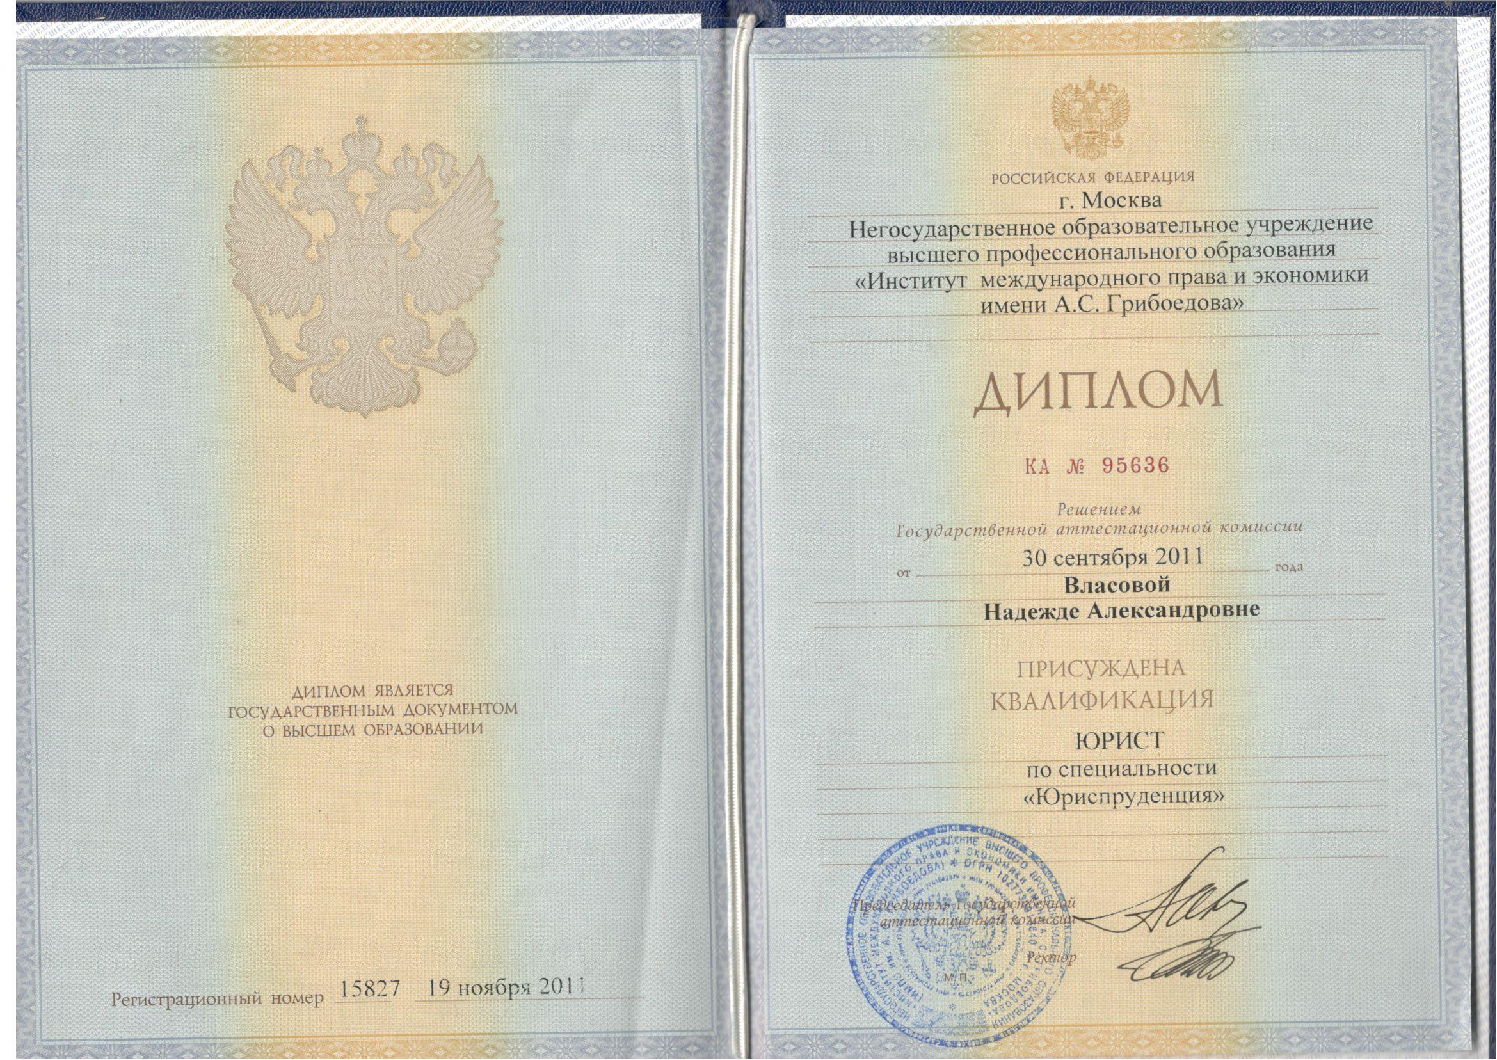 ДИПЛОМ ЯВЛЯЕТСЯ
ГОСУДАРСТВЕННЫМ ДОКУМЕНТОМ
О ВЫСШЕМ ОБРАЗОВАНИИ
Регистрационный номер 15827 19 ноября 2011
РОССИЙСКАЯ ФЕДЕРАЦИЯ
г. Москва
Негосударственное образовательное учреждение
высшего профессионального образования
«Институт международного права и экономики
имени А.С. Грибоедова»
ДИПЛОМ
КА № 95636
Решением
Государственной аттестационной комиссии
от 30 сентября 2011 года
Власовой
Надежде Александровне
ПРИСУЖДЕНА
КВАЛИФИКАЦИЯ
ЮРИСТ
по специальности
«Юриспруденция»
Председатель Государственной
аттестационной комиссии
Ректор
М.П.